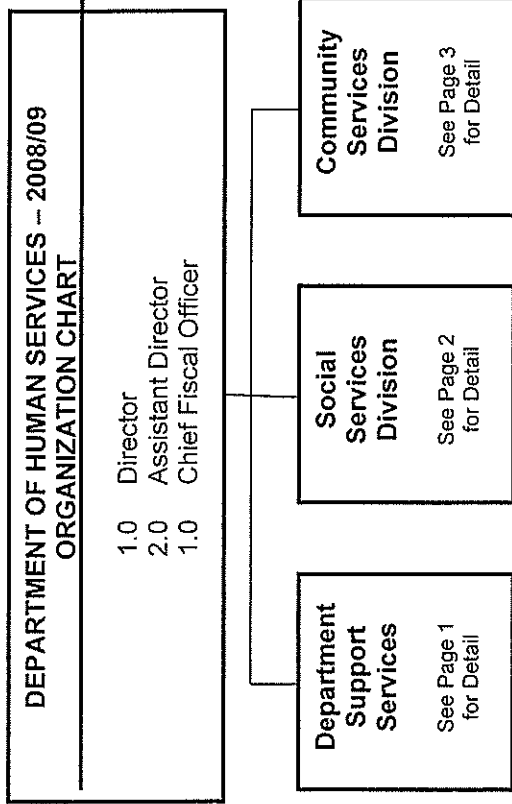 DEPARTMENT OF HUMAN SERVICES – 2008/09
ORGANIZATION CHART
1.0 Director
2.0 Assistant Director
1.0 Chief Fiscal Officer
Department
Support
Services
See Page 1
for Detail
Social
Services
Division
See Page 2
for Detail
Community
Services
Division
See Page 3
for Detail